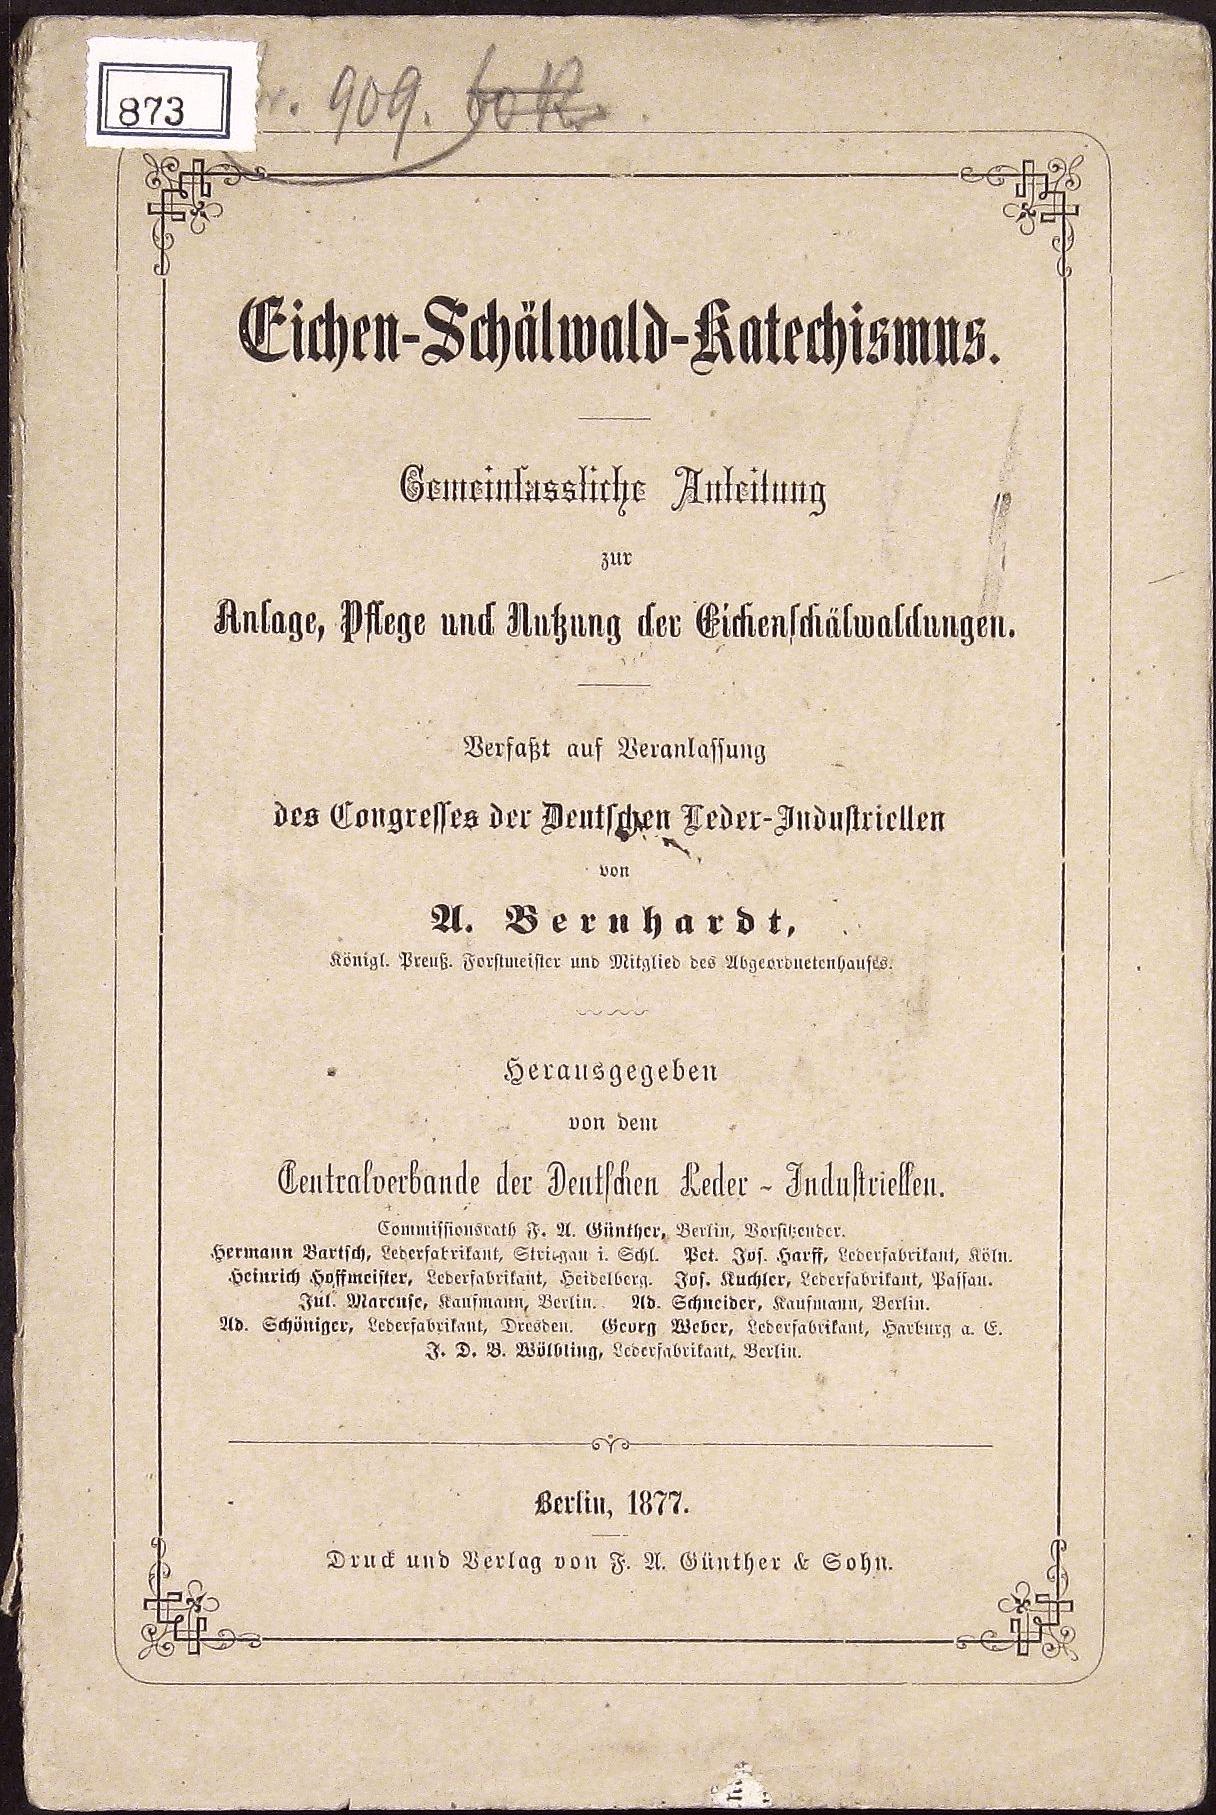 873
909.
Eichen-Schälwald-Katechismus.
Gemeinfassliche Anleitung
zur
Anlage, Pflege und Nutzung der Eichenschälwaldungen.
Verfaßt auf Veranlassung
des Congresses der Deutschen Leder-Industriellen
von
A. Bernhardt,
Königl. Preuß. Forstmeister und Mitglied des Abgeordnetenhauses.
Herausgegeben
von dem
Centralverbande der Deutschen Leder-Industriellen.
Commissionsrath F. A. Günther, Berlin, Vorsitzender.
Hermann Bartsch, Lederfabrikant, Striegau i. Schl. Pet. Jos. Harff, Lederfabrikant, Köln.
Heinrich Hoffmeister, Lederfabrikant, Heidelberg. Jos. Kuchler, Lederfabrikant, Passau.
Jul. Marcuse, Kaufmann, Berlin. Ad. Schneider, Kaufmann, Berlin.
Ad. Schöniger, Lederfabrikant, Dresden. Georg Weber, Lederfabrikant, Harburg a. E.
J. D. B. Wölbling, Lederfabrikant, Berlin.
Berlin, 1877.
Druck und Verlag von F. A. Günther & Sohn.